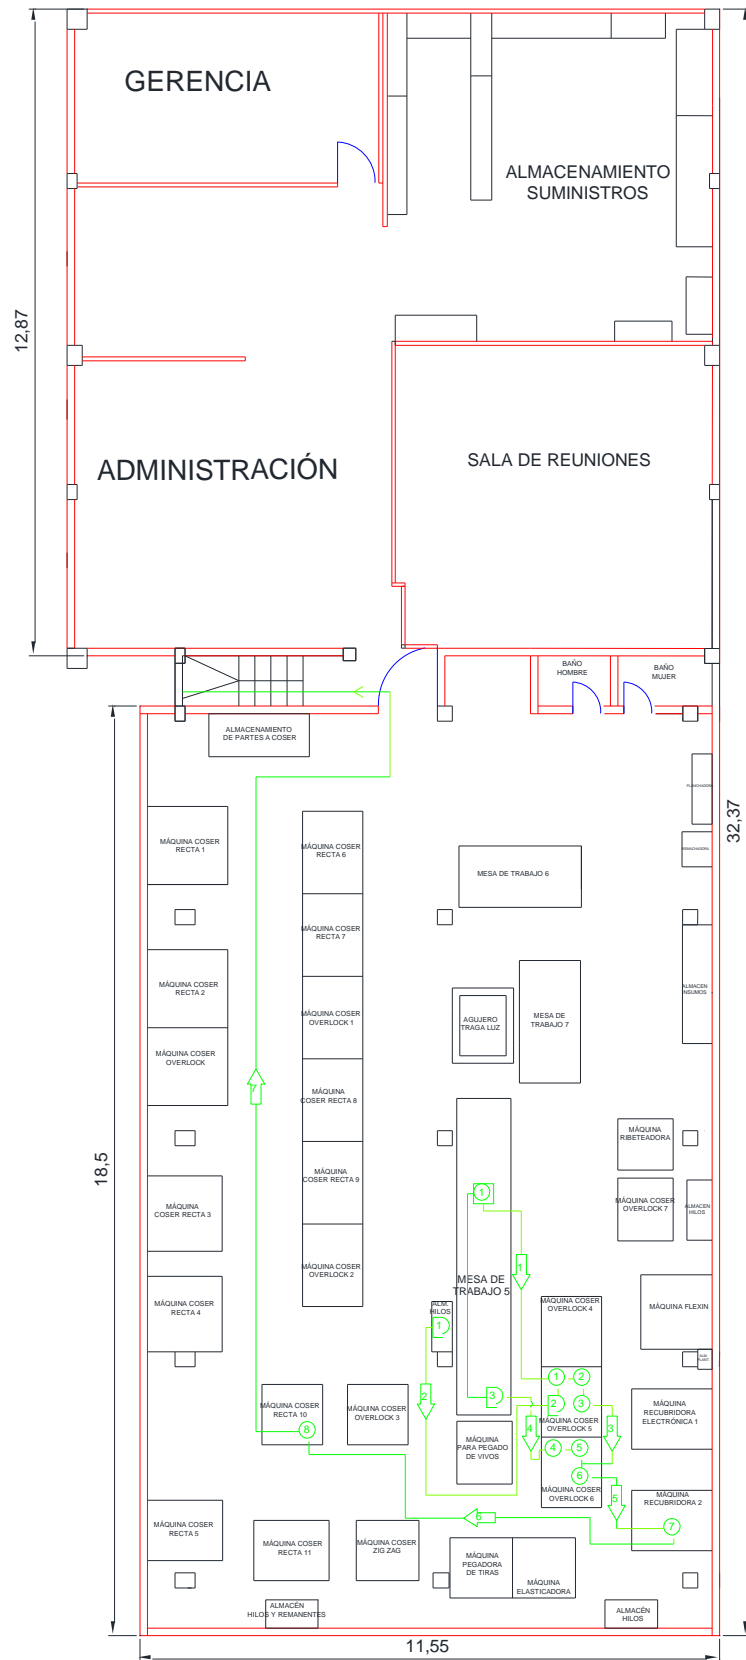 GERENCIA
ALMACENAMIENTO
SUMINISTROS
12,87
ADMINISTRACIÓN
SALA DE REUNIONES
BAÑO
HOMBRE
BAÑO
MUJER
ALMACENAMIENTO
DE PARTES A COSER
32,37
MÁQUINA COSER
RECTA 1
MÁQUINA COSER
RECTA 6
MESA DE TRABAJO 6
MÁQUINA COSER
RECTA 7
MÁQUINA COSER
RECTA 2
MÁQUINA COSER
OVERLOCK 1
AGUJERO
TRAGA LUZ
MESA DE
TRABAJO 7
ALMACEN
INSUMOS
MÁQUINA COSER
OVERLOCK
MÁQUINA
COSER RECTA 8
7
18,5
MÁQUINA
RIBETEADORA
MÁQUINA
COSER RECTA 9
MÁQUINA
COSER RECTA 3
1
MÁQUINA COSER
OVERLOCK 7
ALMACEN
HILOS
MÁQUINA COSER
OVERLOCK 2
1
MESA DE
TRABAJO 5
MÁQUINA COSER
RECTA 4
ALM.
HILOS
1
MÁQUINA COSER
OVERLOCK 4
MÁQUINA FLEXIN
1
2
2
3
2
3
MÁQUINA COSER
RECTA 10
8
MÁQUINA COSER
OVERLOCK 3
MÁQUINA COSER
OVERLOCK 5
MÁQUINA
RECUBRIDORA
ELECTRÓNICA 1
4
3
MÁQUINA
PARA PEGADO
DE VIVOS
4
5
6
MÁQUINA COSER
OVERLOCK 6
5
MÁQUINA
RECUBRIDORA 2
7
6
MÁQUINA COSER
RECTA 5
MÁQUINA COSER
RECTA 11
MÁQUINA COSER
ZIG ZAG
MÁQUINA
PEGADORA
DE TIRAS
MÁQUINA
ELASTICADORA
ALMACÉN
HILOS Y REMANENTES
ALMACÉN
HILOS
11,55